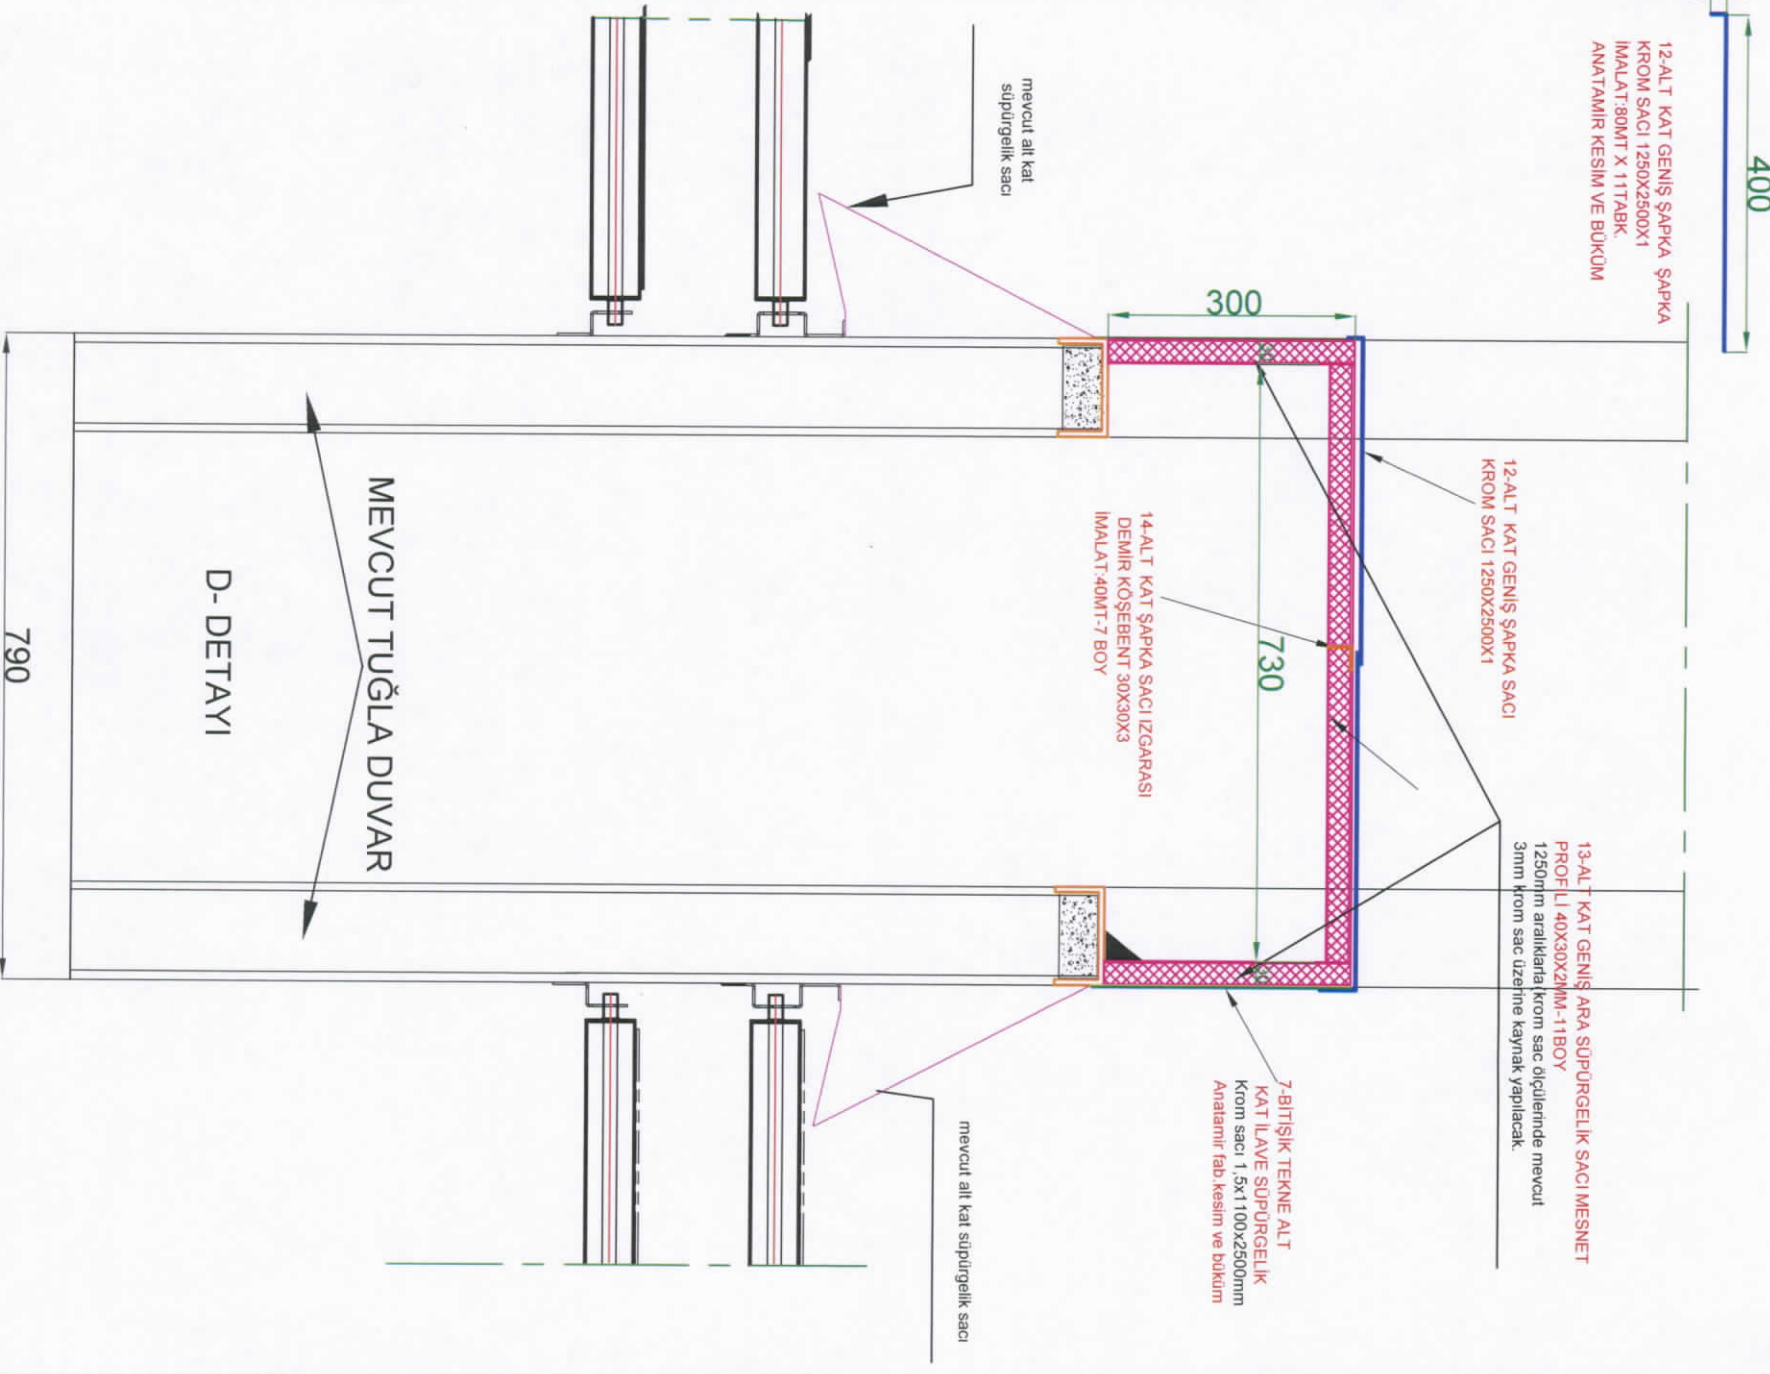 400
12-ALT KAT GENİŞ ŞAPKA ŞAPKA
KROM SACI 1250X2500X1
İMALAT:80MT X 11TABK.
ANATAMİR KESİM VE BÜKÜM
mevcut alt kat
süpürgelik sacı
300
30
12-ALT KAT GENİŞ ŞAPKA SACI
KROM SACI 1250X2500X1
14-ALT KAT ŞAPKA SACI IZGARASI
DEMİR KÖŞEBENT 30X30X3
İMALAT:40MT-7 BOY
730
13-ALT KAT GENİŞ ARA SÜPÜRGELİK SACI MESNET
PROFİLİ 40X30X2MM-11BOY
1250mm aralıklarla(krom sac ölçülerinde mevcut
3mm krom sac üzerine kaynak yapılacak.
30
7-BİTİŞİK TEKNE ALT
KAT İLAVE SÜPÜRGELİK
Krom sacı 1,5x1100x2500mm
Anatamir fab.kesim ve büküm
mevcut alt kat süpürgelik sacı
MEVCUT TUĞLA DUVAR
D- DETAYI
790